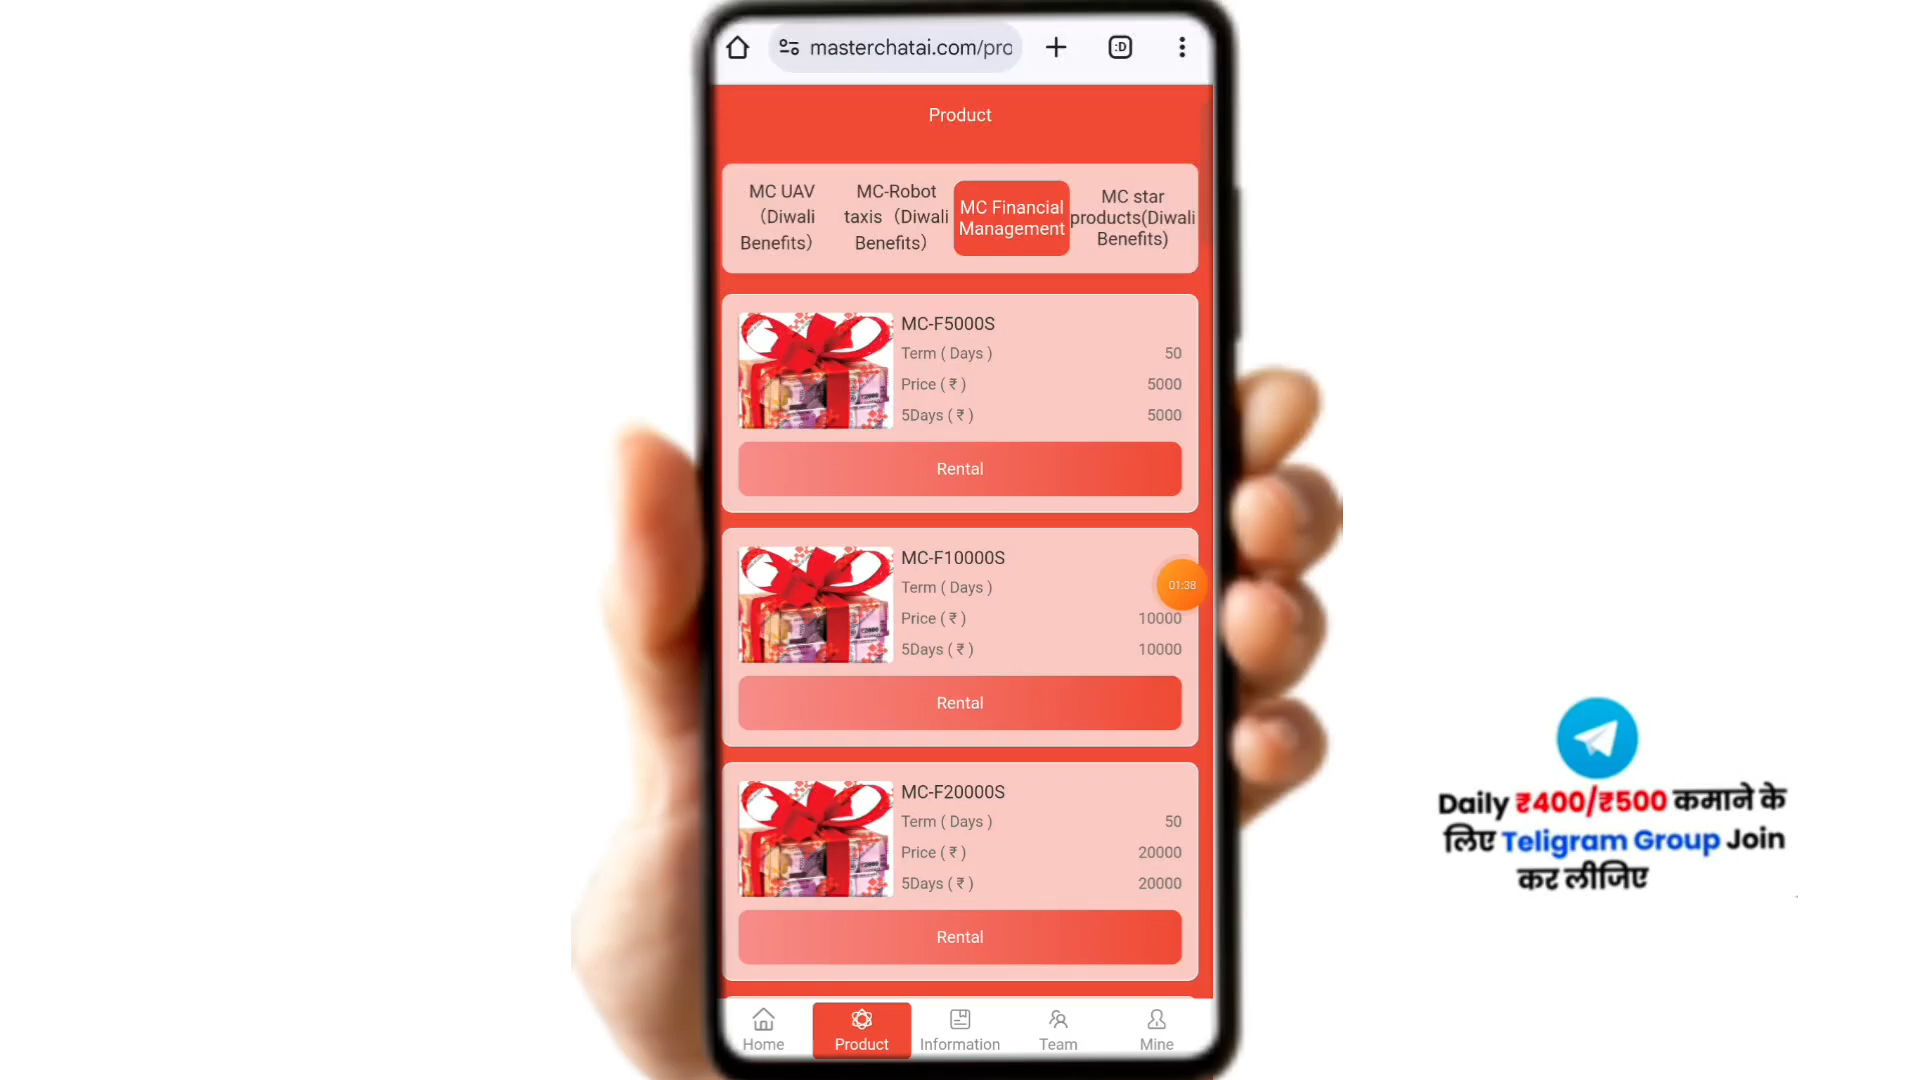 masterchatai.com/pro
:D
Product
MC UAV
（Diwali
Benefits）
MC-Robot
taxis（Diwali
Benefits）
MC Financial
Management
MC star
products(Diwali
Benefits)
MC-F5000S
Term ( Days )
50
Price ( ₹ )
5000
5Days ( ₹ )
5000
Rental
MC-F10000S
Term ( Days )
01:38
Price ( ₹ )
10000
5Days ( ₹ )
10000
Rental
MC-F20000S
Term ( Days )
50
Price ( ₹ )
20000
5Days ( ₹ )
20000
Rental
Home
Product
Information
Team
Mine
Daily ₹400/₹500 कमाने के
लिए Teligram Group Join
कर लीजिए